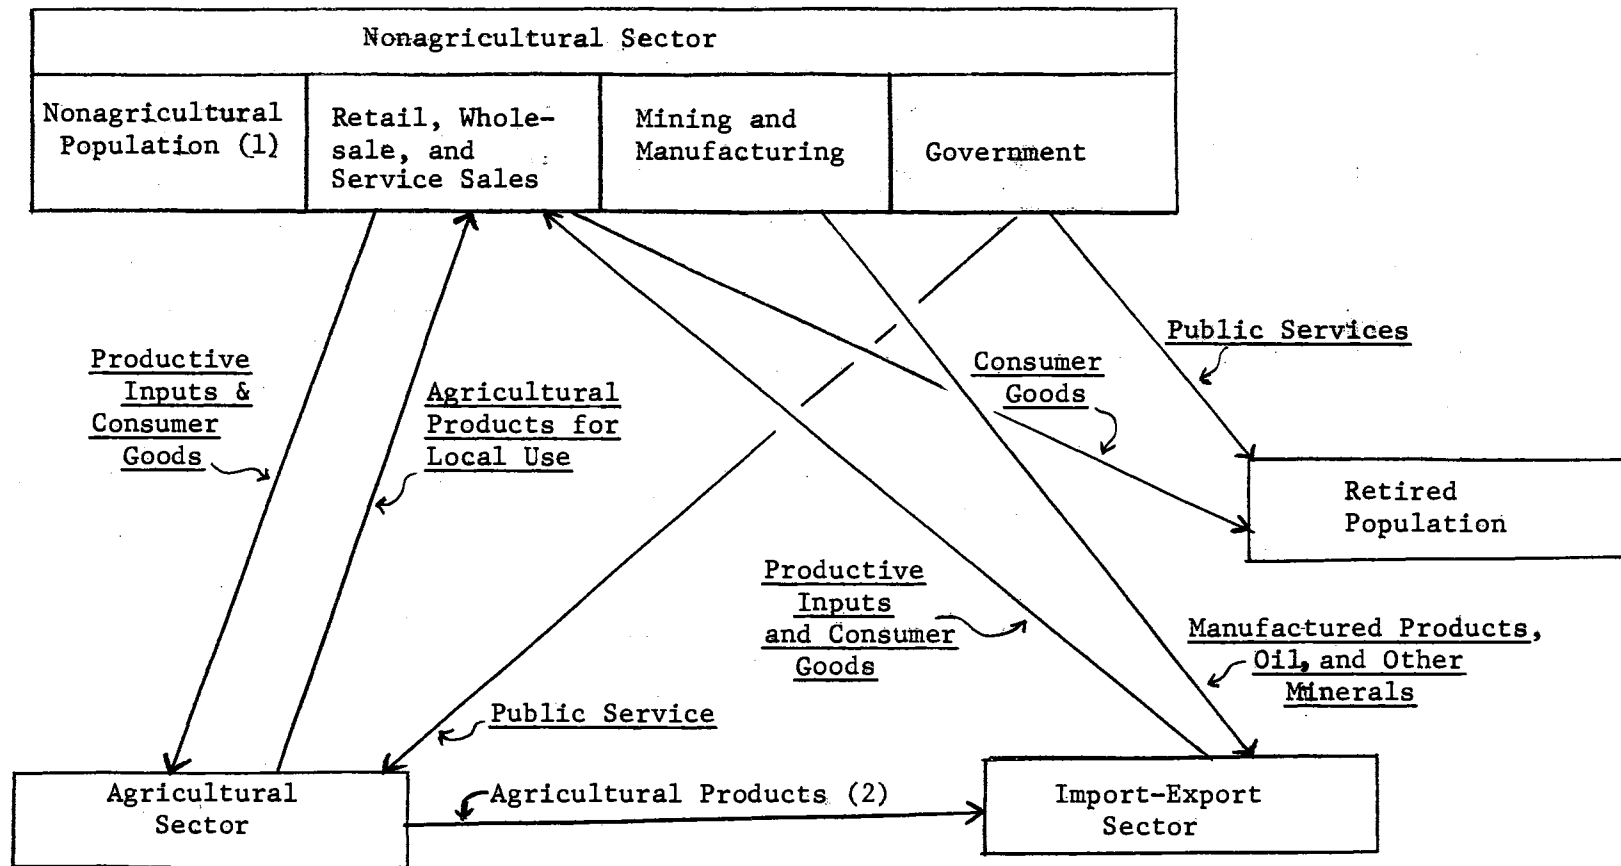 Nonagricultural Sector
Nonagricultural
Population (1)
Retail, Whole-
sale, and
Service Sales
Mining and
Manufacturing
Government
Public Services
Consumer
Goods
Productive
Inputs &
Consumer
Goods
Agricultural
Products for
Local Use
Retired
Population
Productive
Inputs
and Consumer
Goods
Manufactured Products,
Oil, and Other
Minerals
Public Service
Agricultural
Sector
Agricultural Products (2)
Import-Export
Sector